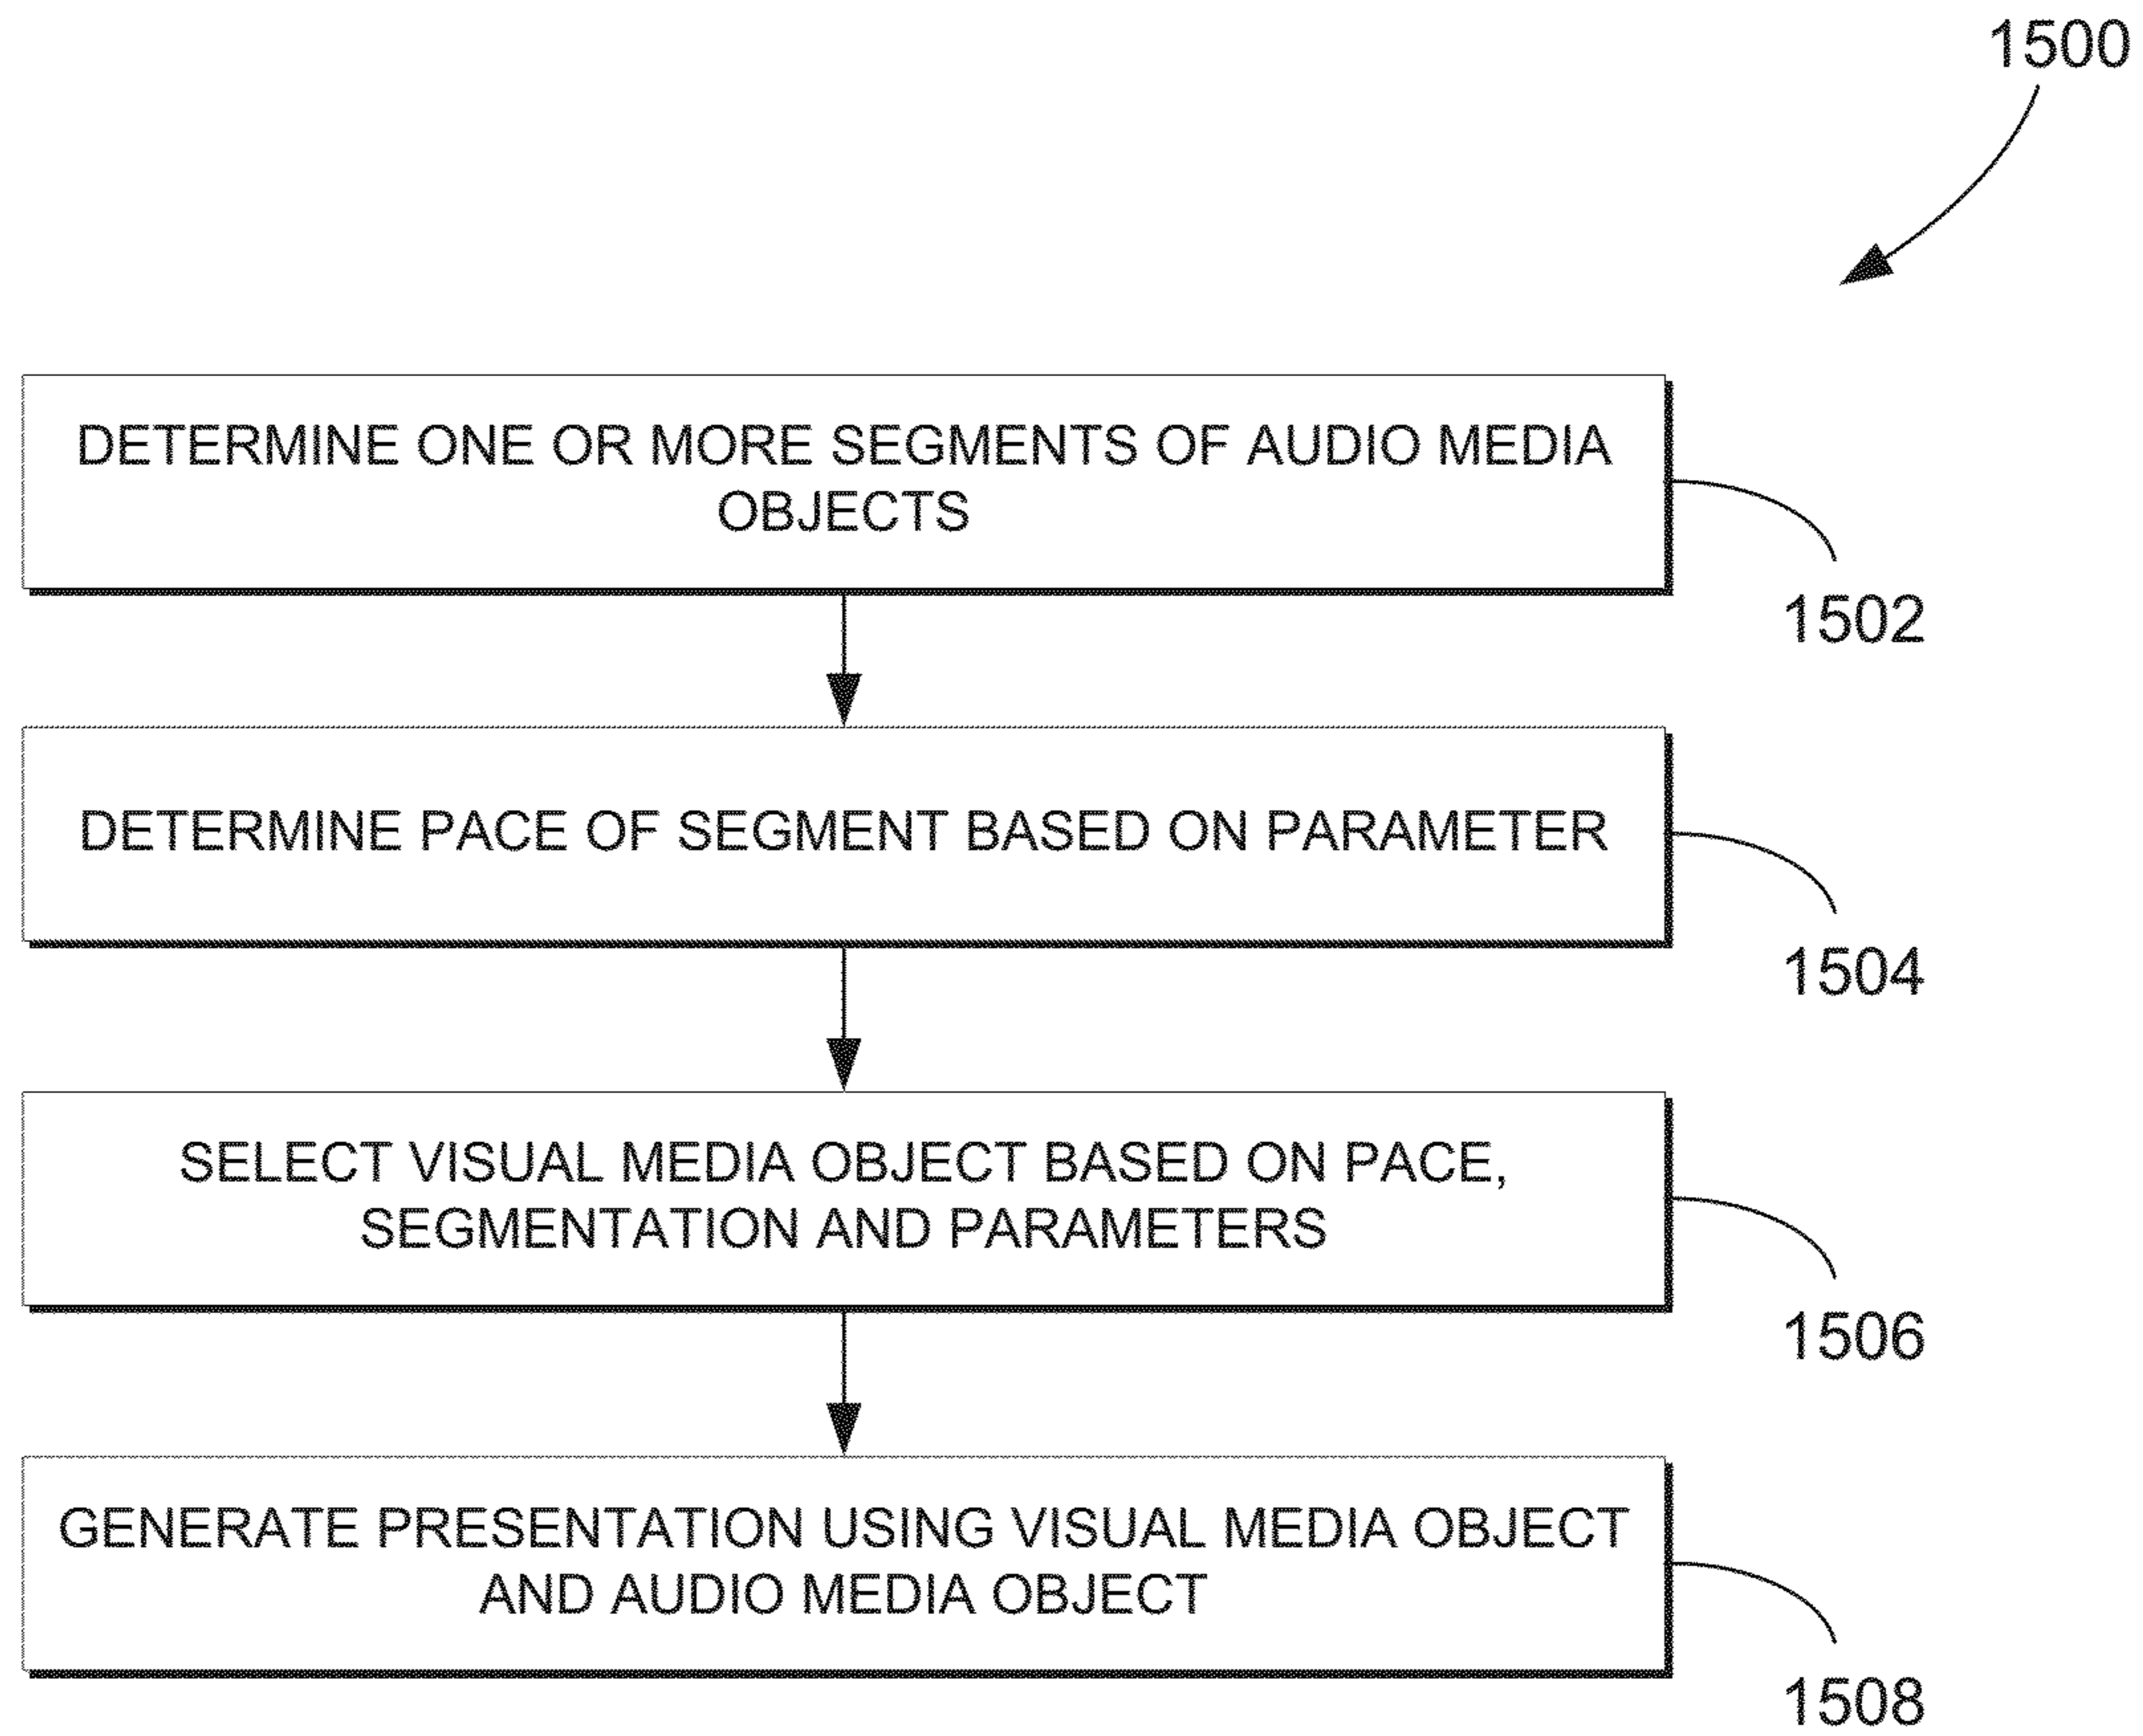 1500
DETERMINE ONE OR MORE SEGMENTS OF AUDIO MEDIA
OBJECTS
1502
DETERMINE PACE OF SEGMENT BASED ON PARAMETER
1504
SELECT VISUAL MEDIA OBJECT BASED ON PACE,
SEGMENTATION AND PARAMETERS
1506
GENERATE PRESENTATION USING VISUAL MEDIA OBJECT
AND AUDIO MEDIA OBJECT
1508